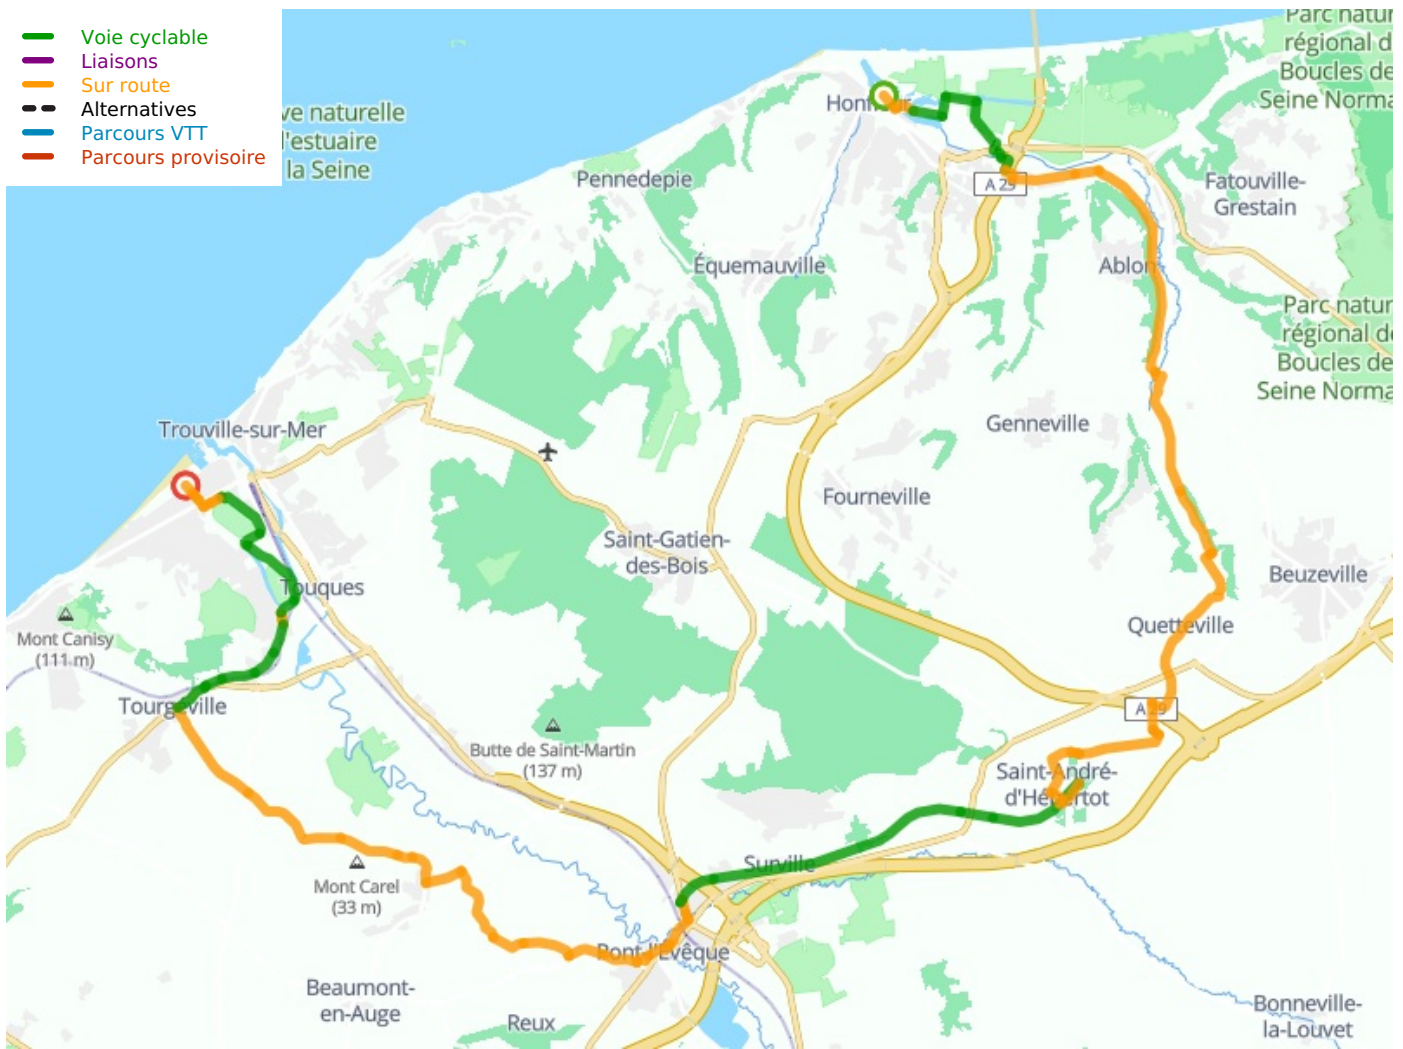 Voie cyclable
Liaisons
Sur route
Alternatives
Parcours VTT
Parcours provisoire
ve naturelle
l'estuaire
la Seine
Parc natur
régional d
Boucles de
Seine Norma
Honfleur
Pennedepie
A 29
Fatouville-
Grestain
Équemauville
Ablon
Parc natur
régional de
Boucles de
Seine Norma
Trouville-sur-Mer
Genneville
Fourneville
Saint-Gatien-
des-Bois
Touques
Beuzeville
Mont Canisy
(111 m)
Quetteville
Tourgéville
A 29
Butte de Saint-Martin
(137 m)
Saint-André-
d'Hébertot
Surville
Mont Carel
(33 m)
Pont-l'Évêque
Beaumont-
en-Auge
Reux
Bonneville-
la-Louvet